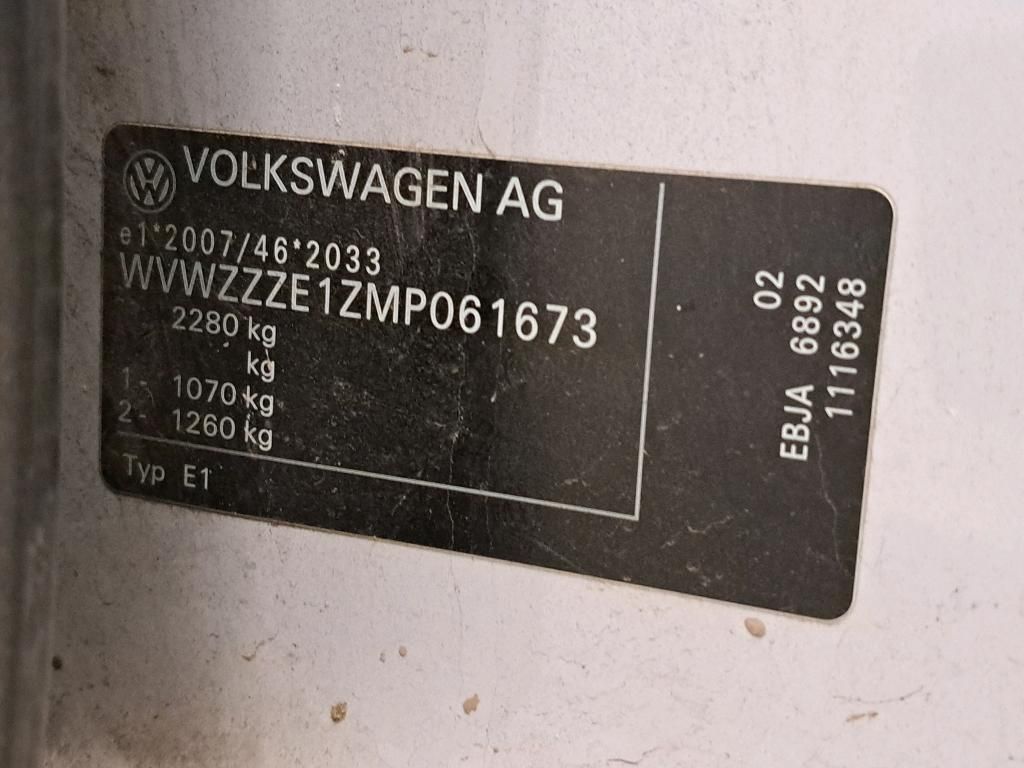 VOLKSWAGEN AG
e1*2007/46*2033
WVWZZZE1ZMP061673
2280 kg
kg
1- 1070 kg
2- 1260 kg
Typ E1
02
EBJA 6892
1116348